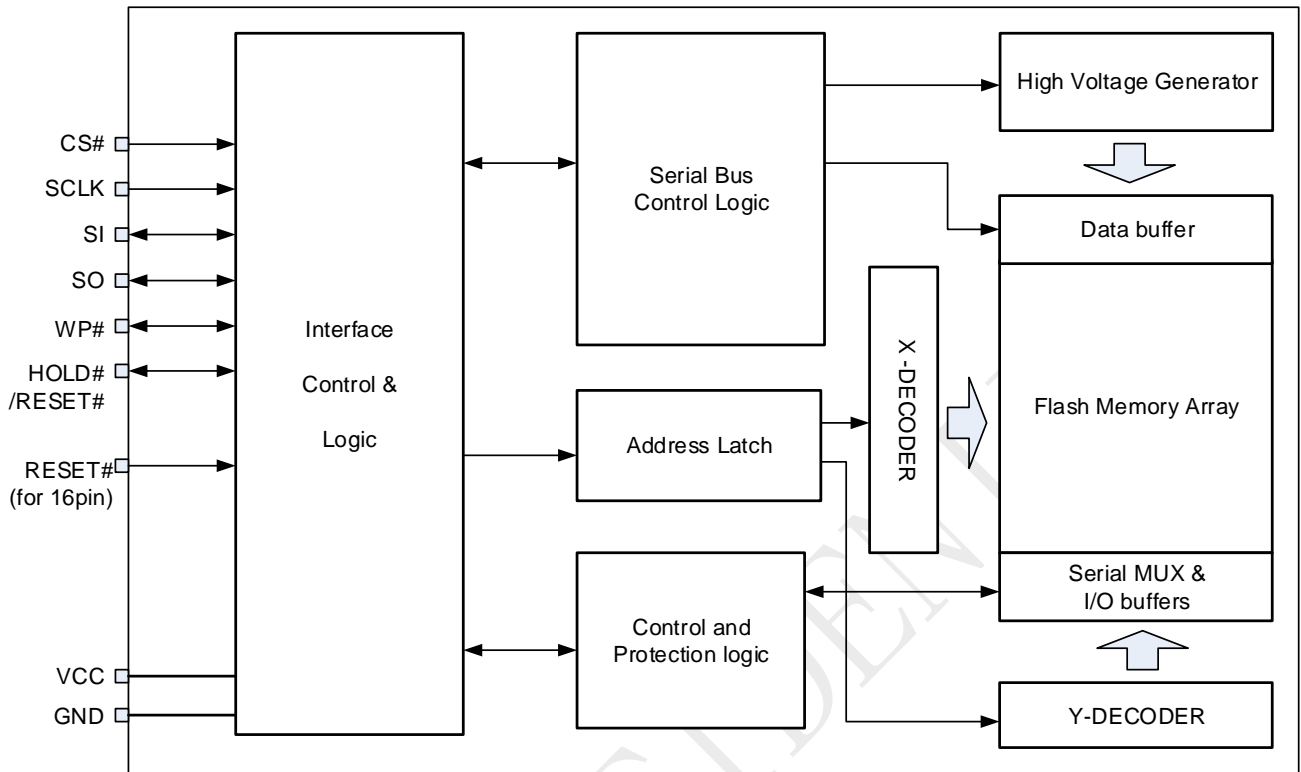 CS#
SCLK
SI
SO
WP#
HOLD#
/RESET#
RESET#
(for 16pin)
VCC
GND
Interface
Control &
Logic
Serial Bus
Control Logic
Address Latch
Control and
Protection logic
X-DECODER
High Voltage Generator
Data buffer
Flash Memory Array
Serial MUX &
I/O buffers
Y-DECODER